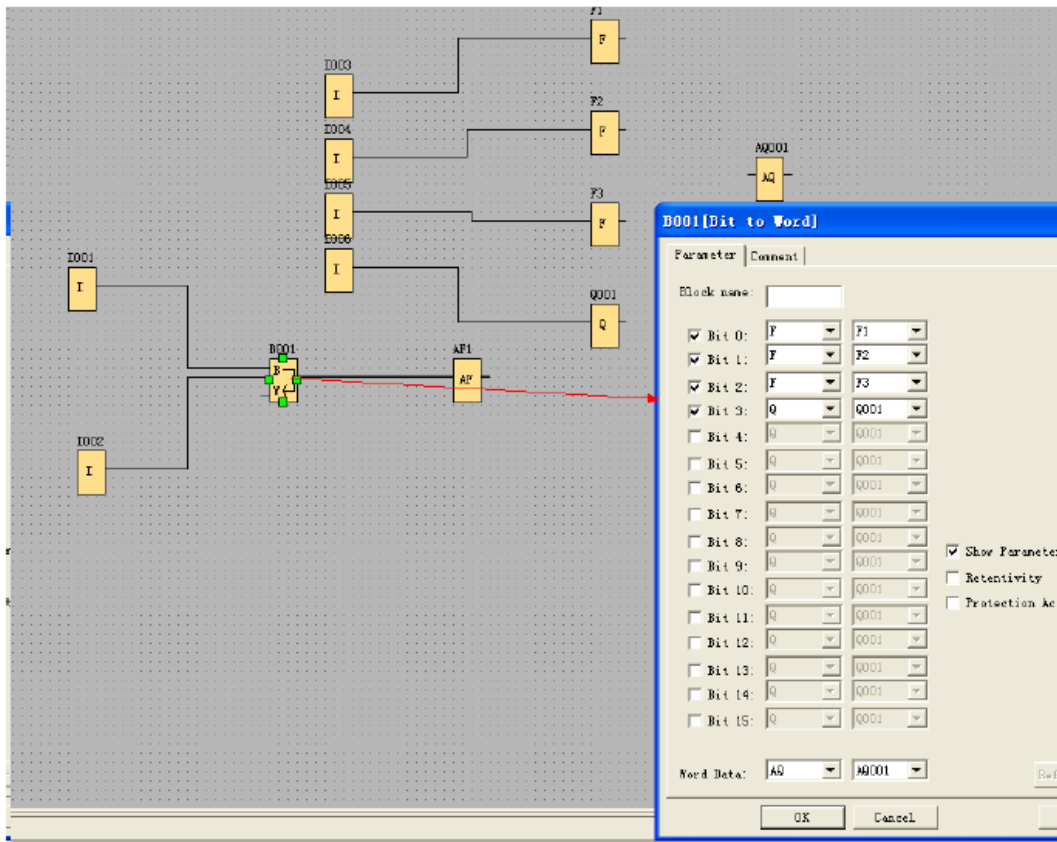 F1
F
I003
I
F2
F
I004
I
AQ001
AQ
I005
I
F3
F
I006
I
I001
I
Q001
Q
B001
B
AF1
AF
I002
I
B001[Bit to Word]
Parameter Comment
Block name:
Bit 0: F F1
Bit 1: F F2
Bit 2: F F3
Bit 3: Q Q001
Bit 4: Q Q001
Bit 5: Q Q001
Bit 6: Q Q001
Bit 7: Q Q001
Bit 8: Q Q001
Bit 9: Q Q001
Bit 10: Q Q001
Bit 11: Q Q001
Bit 12: Q Q001
Bit 13: Q Q001
Bit 14: Q Q001
Bit 15: Q Q001
Show Parameter
Retentivity
Protection Ac
Word Data: AQ AQ001
Ref
OK Cancel